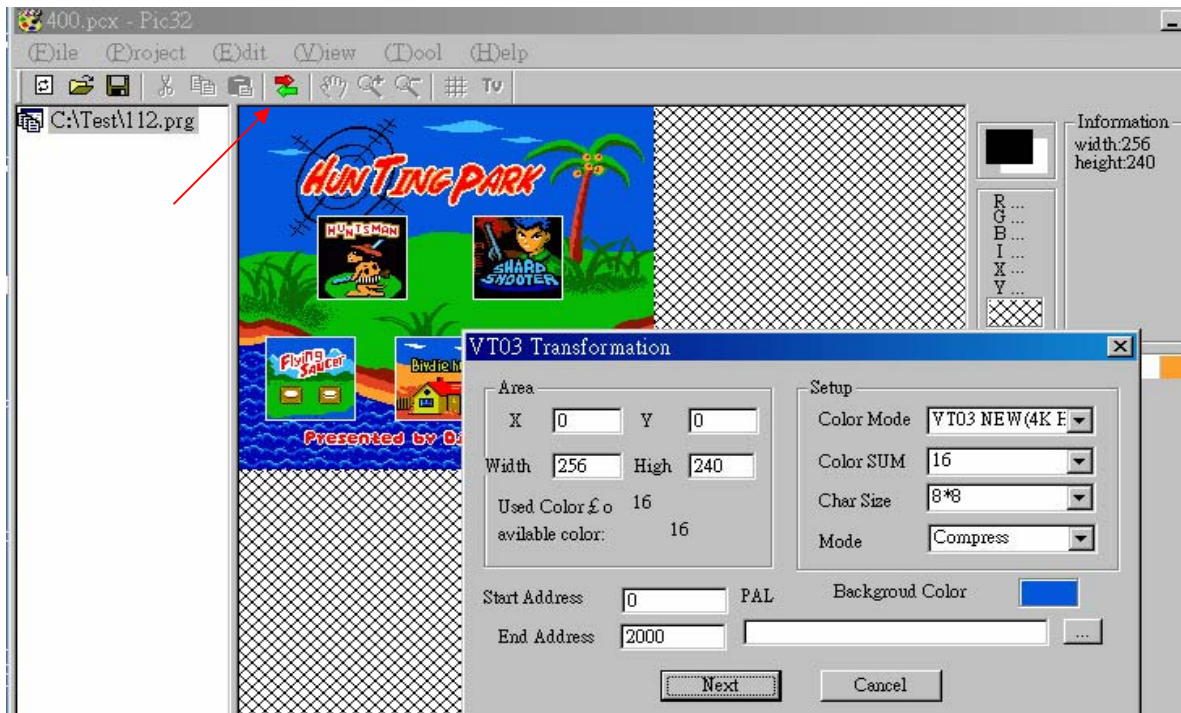 400.pcx - Pic32
(F)ile (P)roject (E)dit (V)iew (T)ool (H)elp
TV
C:\Test\112.prg
HUNTING PARK
HUNTSMAN
SHARP SHOOTER
FLYING SAUCER
Birdie
Presented by
Information
width:256
height:240
R ...
G ...
B ...
I ...
X ...
Y ...
VT03 Transformation
Area
X 0 Y 0
Width 256 High 240
Used Color£o 16
avilable color: 16
Setup
Color Mode VT03 NEW(4K
Color SUM 16
Char Size 8*8
Mode Compress
Start Address 0 PAL Backgroud Color
End Address 2000 ...
Next Cancel